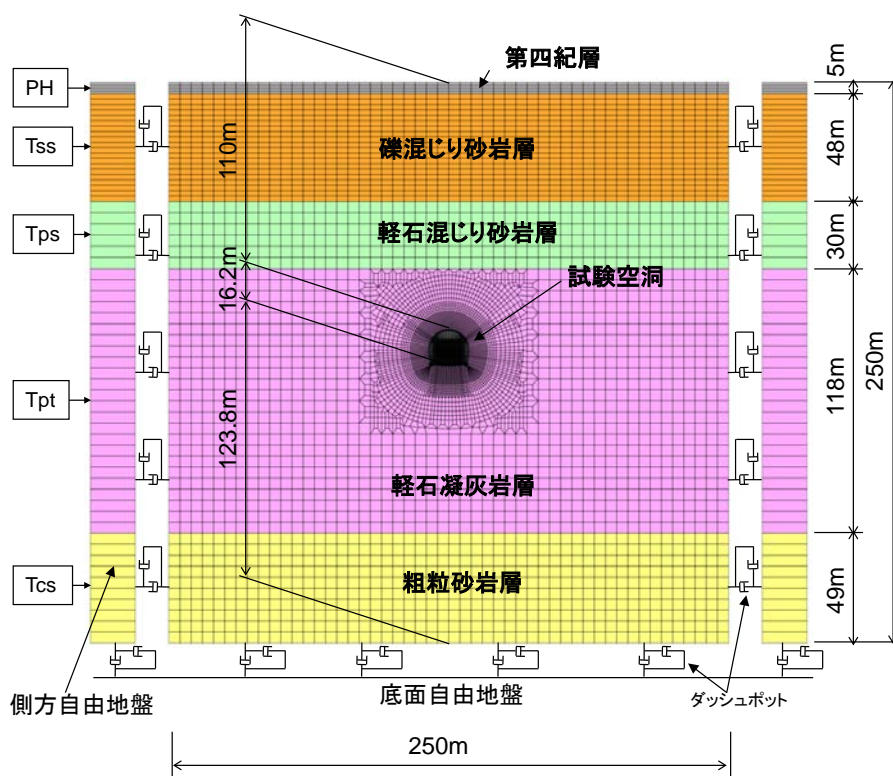 第四紀層
5m
PH
Tss
110m
礫混じり砂岩層
48m
Tps
軽石混じり砂岩層
30m
16.2m
試験空洞
250m
Tpt
118m
123.8m
軽石凝灰岩層
Tcs
粗粒砂岩層
49m
側方自由地盤
底面自由地盤
ダッシュポット
250m